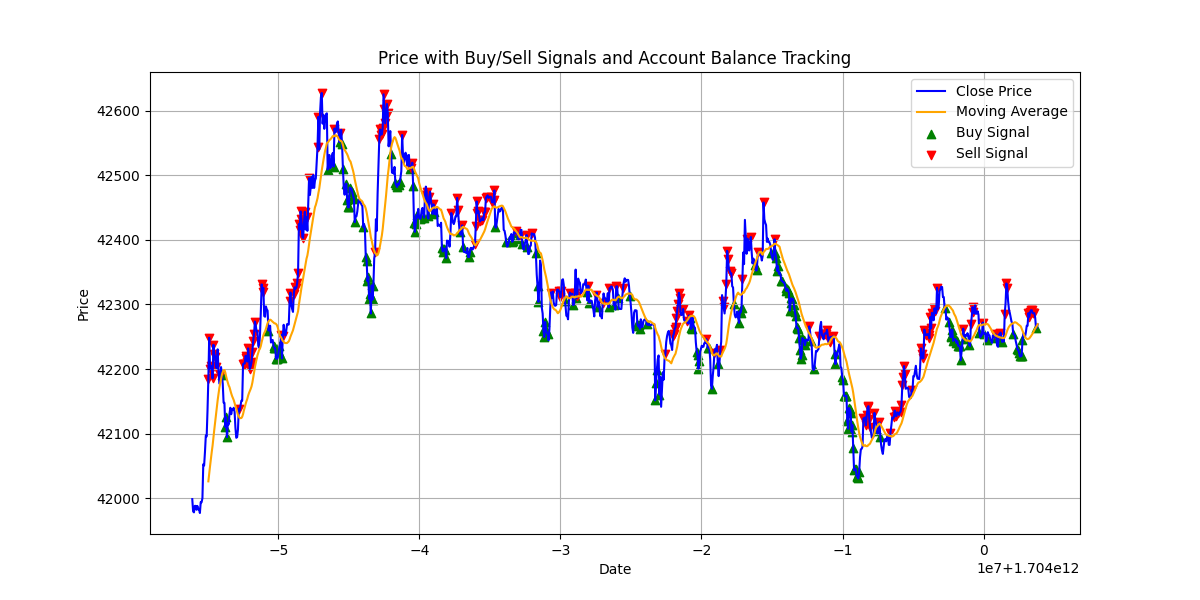 Price with Buy/Sell Signals and Account Balance Tracking
Close Price
Moving Average
Buy Signal
Sell Signal
42600
42500
42400
42300
42200
42100
42000
Price
−5 −4 −3 −2 −1 0
1e7+1.704e12
Date